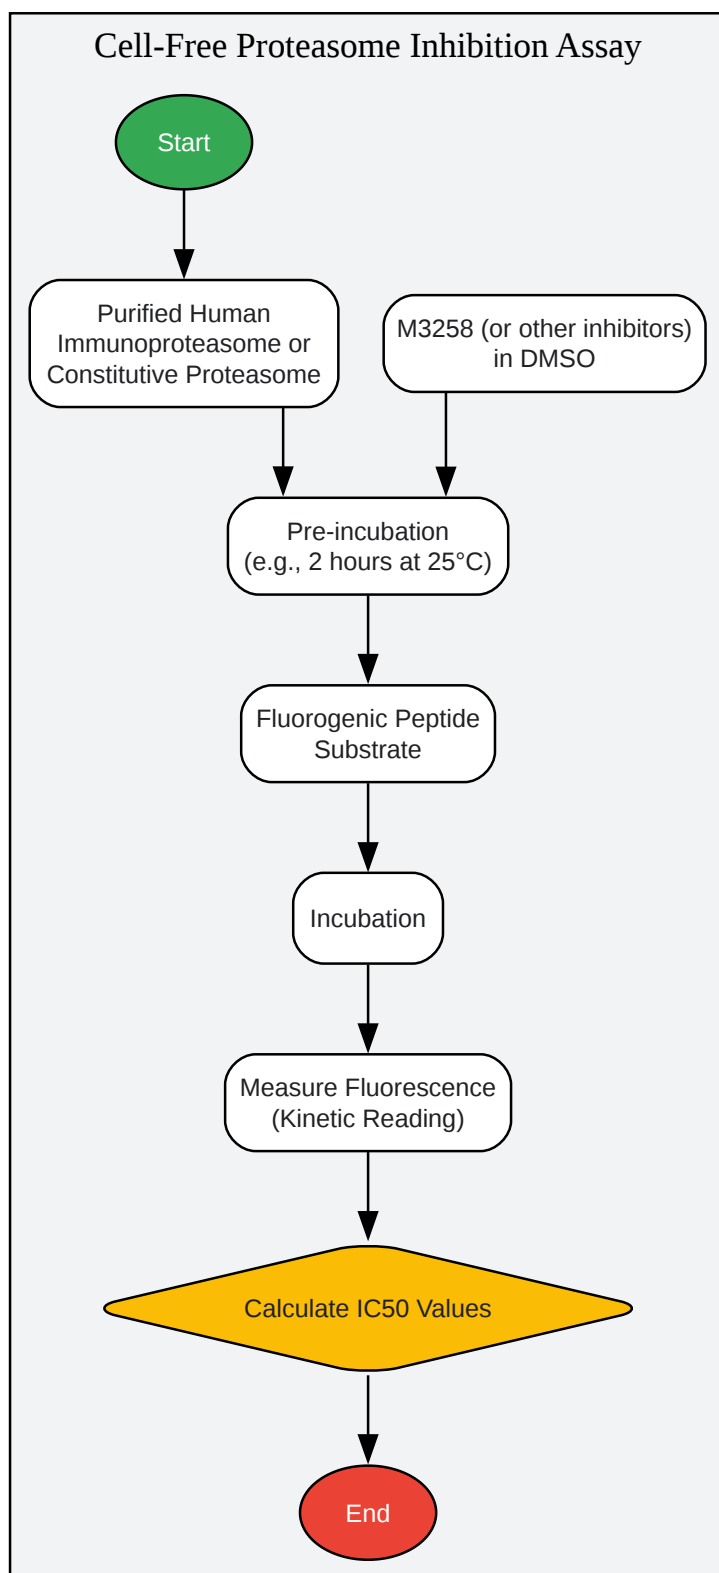 Cell-Free Proteasome Inhibition Assay
Start
Purified Human
Immunoproteasome or
Constitutive Proteasome
M3258 (or other inhibitors)
in DMSO
Pre-incubation
(e.g., 2 hours at 25°C)
Fluorogenic Peptide
Substrate
Incubation
Measure Fluorescence
(Kinetic Reading)
Calculate IC50 Values
End